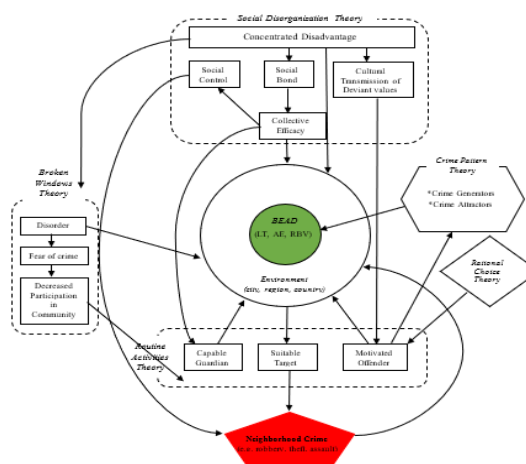 Social Disorganization Theory
Concentrated Disadvantage
Social
Control
Social
Bond
Cultural
Transmission of
Deviant values
Collective
Efficacy
Broken
Windows
Theory
Crime Pattern
Theory
*Crime Generators
*Crime Attractors
Disorder
Fear of crime
Decreased
Participation
in
Community
BEAD
(LT, AE, RBV)
Environment
(city, region, country)
Rational
Choice
Theory
Routine
Activities
Theory
Capable
Guardian
Suitable
Target
Motivated
Offender
Neighborhood Crime
(e.g. robbery, theft, assault)